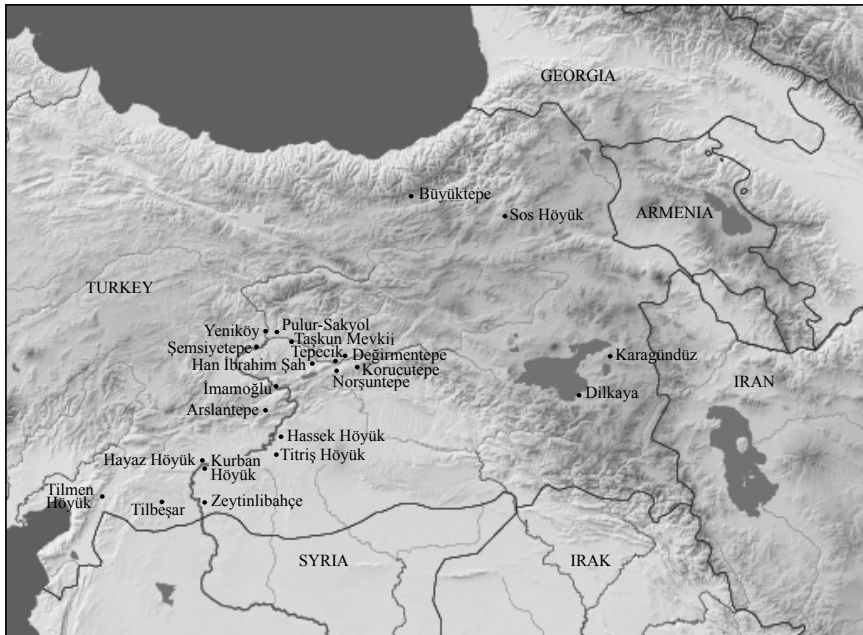 GEORGIA
Büyüktepe
Sos Höyük
ARMENIA
TURKEY
Yeniköy
Pulur-Sakyol
Taşkun Mevkii
Şemsiyetepe
Tepecik
Değirmentepe
Han İbrahim Şah
Korucutepe
Norşuntepe
Karagündüz
IRAN
İmamoğlu
Dilkaya
Arslantepe
Hassek Höyük
Titriş Höyük
Hayaz Höyük
Kurban
Höyük
Tilmen
Höyük
Tilbeşar
Zeytinlibahçe
SYRIA
IRAK